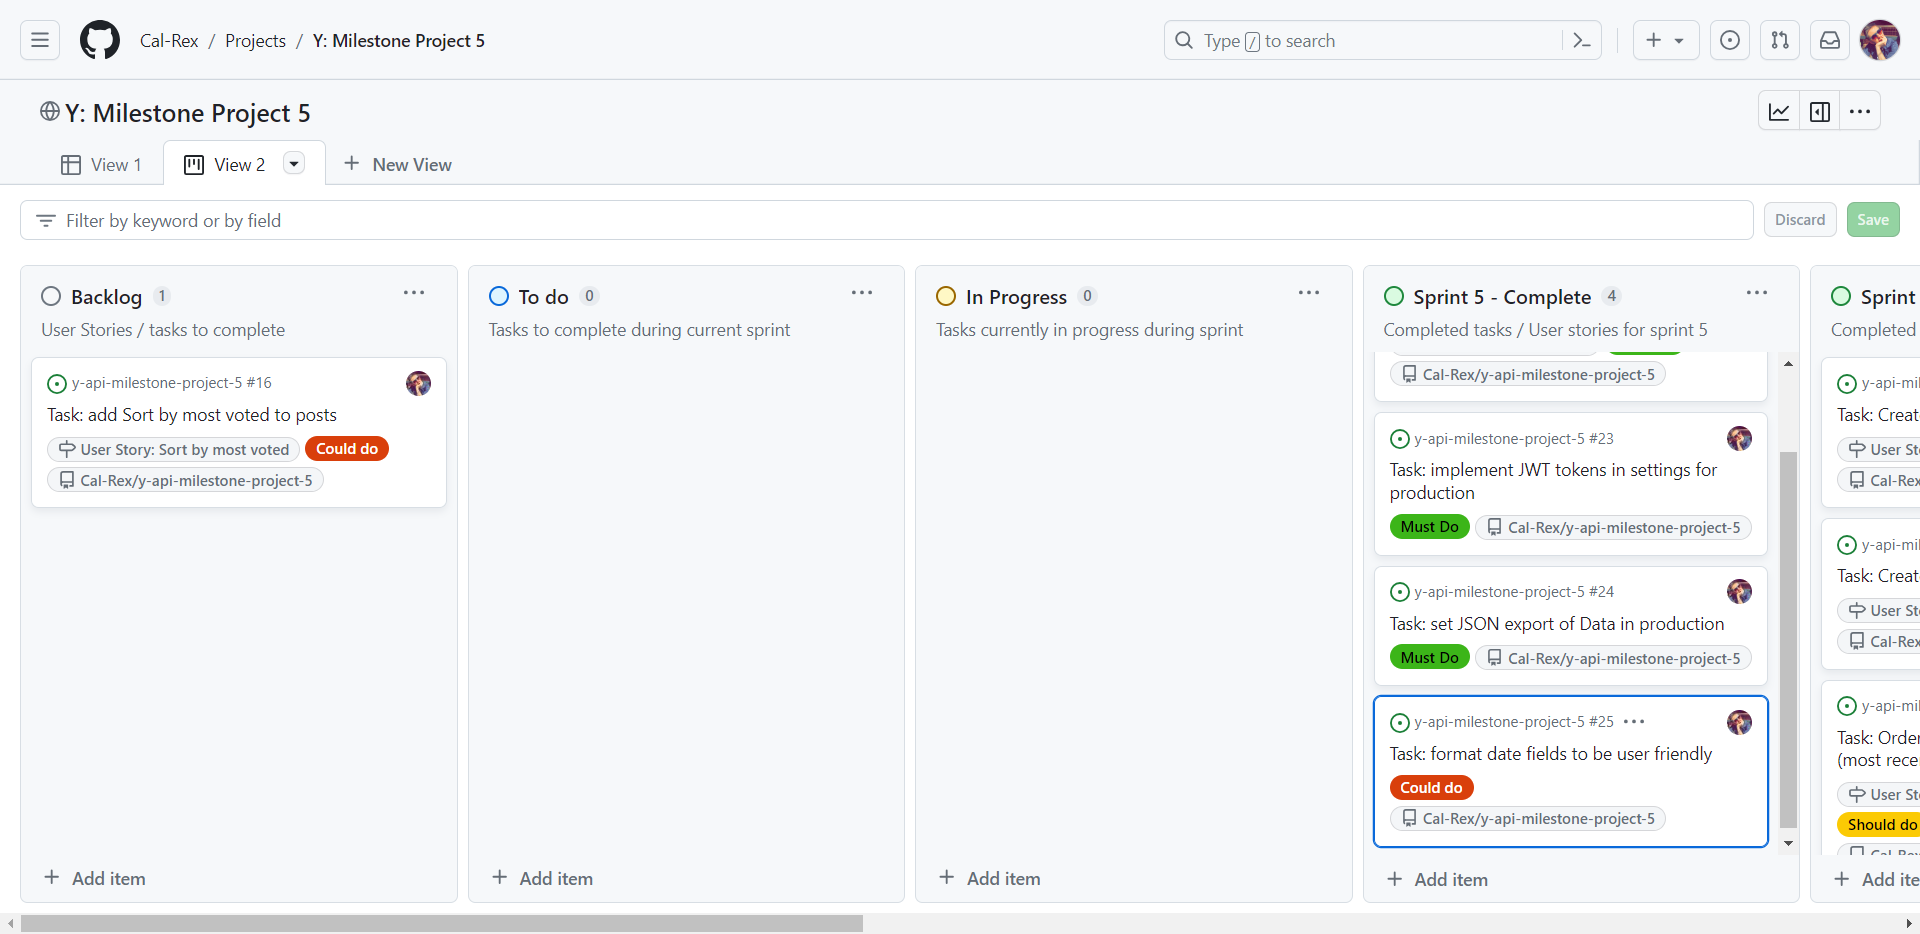 Cal-Rex / Projects / Y: Milestone Project 5
Type / to search
Y: Milestone Project 5
View 1
View 2
New View
Filter by keyword or by field
Discard
Save
Backlog 1
User Stories / tasks to complete
y-api-milestone-project-5 #16
Task: add Sort by most voted to posts
User Story: Sort by most voted
Could do
Cal-Rex/y-api-milestone-project-5
Add item
To do 0
Tasks to complete during current sprint
Add item
In Progress 0
Tasks currently in progress during sprint
Add item
Sprint 5 - Complete 4
Completed tasks / User stories for sprint 5
Cal-Rex/y-api-milestone-project-5
y-api-milestone-project-5 #23
Task: implement JWT tokens in settings for
production
Must Do
Cal-Rex/y-api-milestone-project-5
y-api-milestone-project-5 #24
Task: set JSON export of Data in production
Must Do
Cal-Rex/y-api-milestone-project-5
y-api-milestone-project-5 #25
Task: format date fields to be user friendly
Could do
Cal-Rex/y-api-milestone-project-5
Add item
Sprint
Completed
y-api-mil
Task: Creat
User Sto
Cal-Rex
y-api-mil
Task: Creat
User Sto
Cal-Rex
y-api-mil
Task: Order
(most rece
User Sto
Should do
Cal-Rex
Add ite